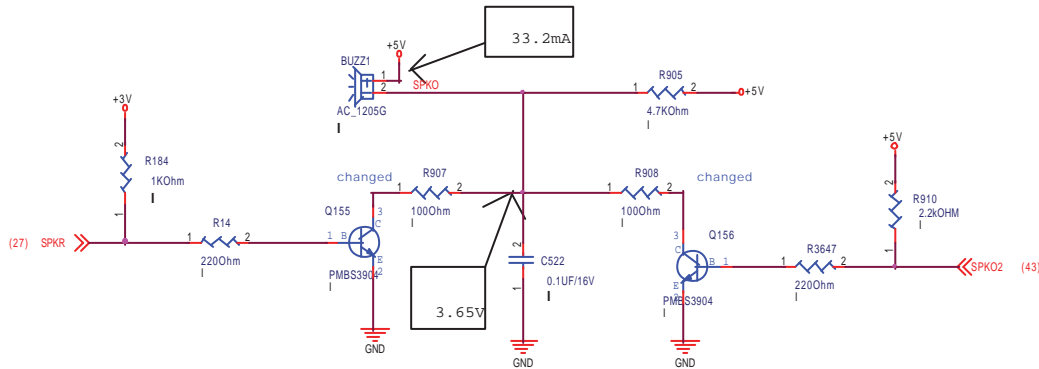 33.2mA
+5V
BUZZ1
1
2
SPKO
AC_1205G
I
R905
1
2
4.7KOhm
I
+5V
+3V
2
R184
1KOhm
I
1
+5V
2
R910
2.2kOHM
I
1
changed
R907
1
2
100Ohm
I
R908
1
2
100Ohm
I
changed
(27)
SPKR
R14
1
2
220Ohm
I
Q155
3
C
1
B
E
2
PMBS3904
I
3.65V
2
C522
0.1UF/16V
I
1
3
C
Q156
B
1
E
PMBS3904
I
R3647
1
2
220Ohm
I
SPKO2
(43)
GND
GND
GND